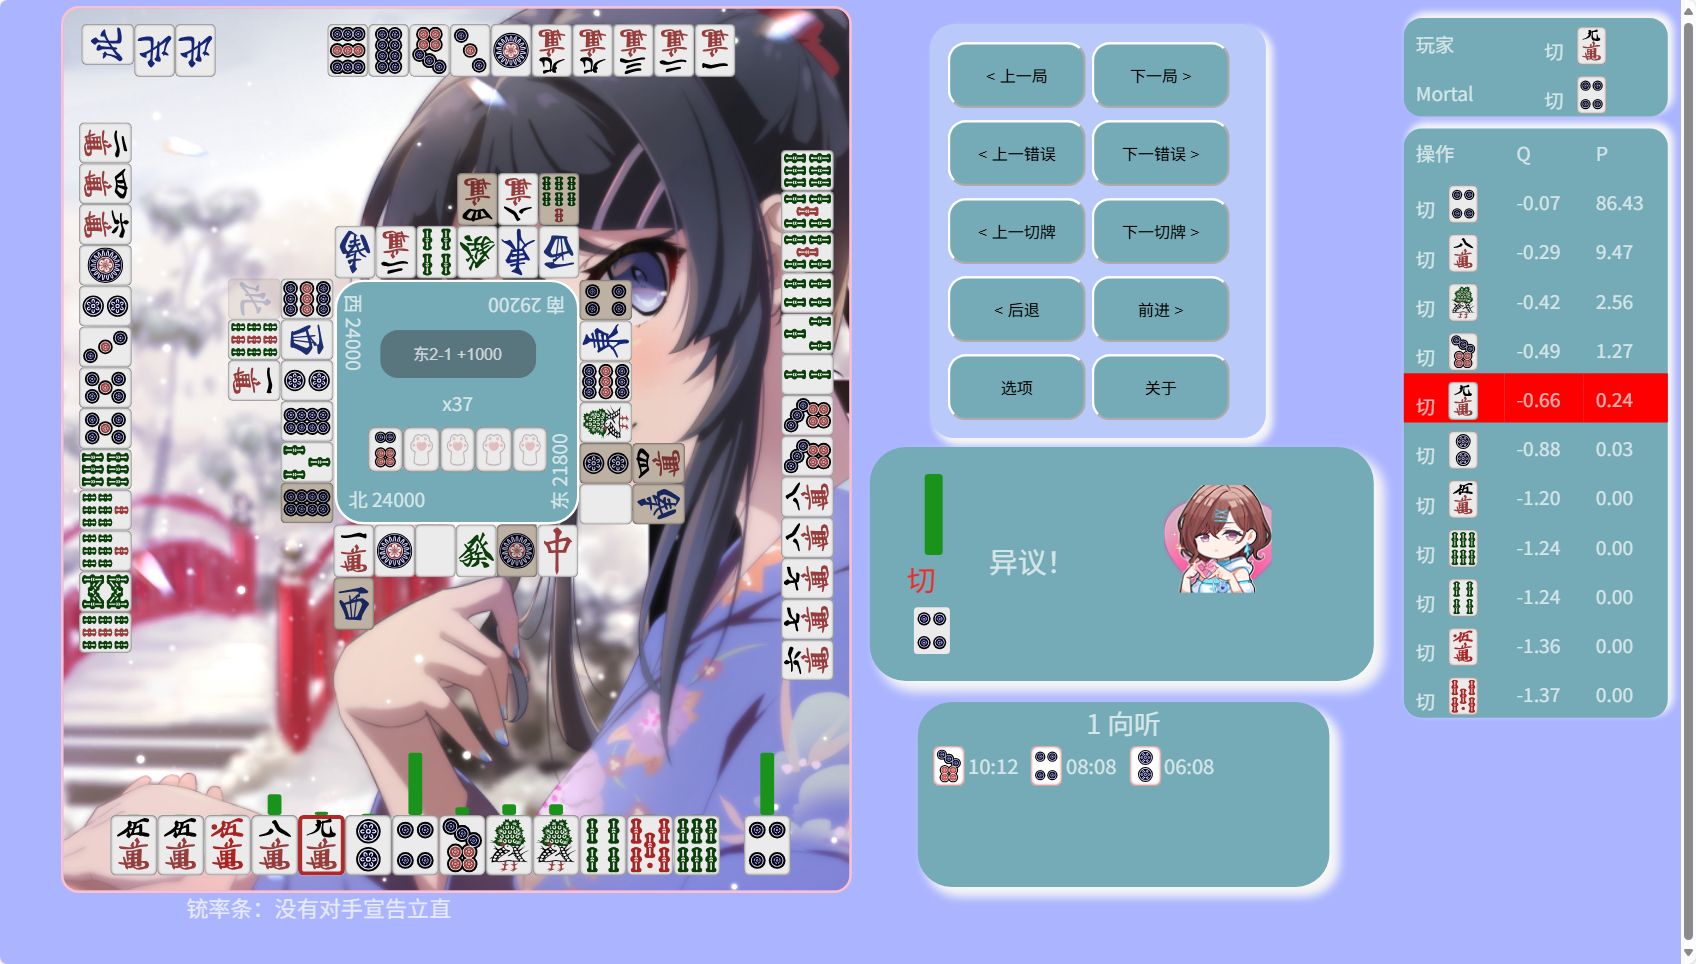 < 上一局
下一局 >
< 上一错误
下一错误 >
< 上一切牌
下一切牌 >
< 后退
前进 >
选项
关于
玩家 切
Mortal 切
操作 Q P
切 -0.07 86.43
切 -0.29 9.47
切 -0.42 2.56
切 -0.49 1.27
切 -0.66 0.24
切 -0.88 0.03
切 -1.20 0.00
切 -1.24 0.00
切 -1.24 0.00
切 -1.36 0.00
切 -1.37 0.00
西 24000
南 29200
东2-1 +1000
x37
北 24000
东 21800
异议！
切
1 向听
10:12 08:08 06:08
铳率条：没有对手宣告立直